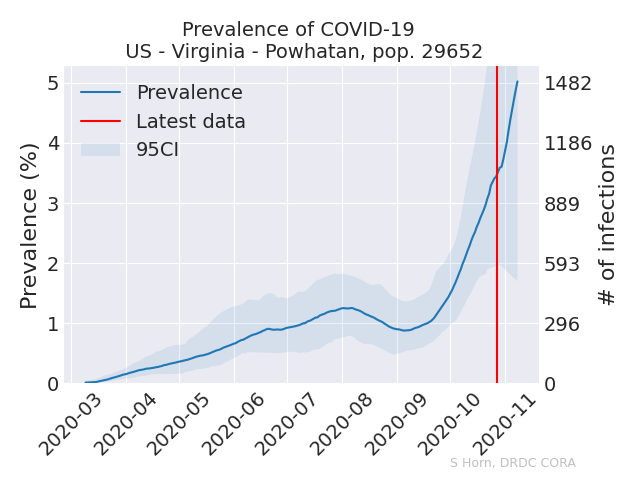 Prevalence of COVID-19
US - Virginia - Powhatan, pop. 29652
Prevalence
Latest data
95CI
Prevalence (%)
5
4
3
2
1
0
1482
1186
889
593
296
0
# of infections
2020-03
2020-04
2020-05
2020-06
2020-07
2020-08
2020-09
2020-10
2020-11
S Horn, DRDC CORA